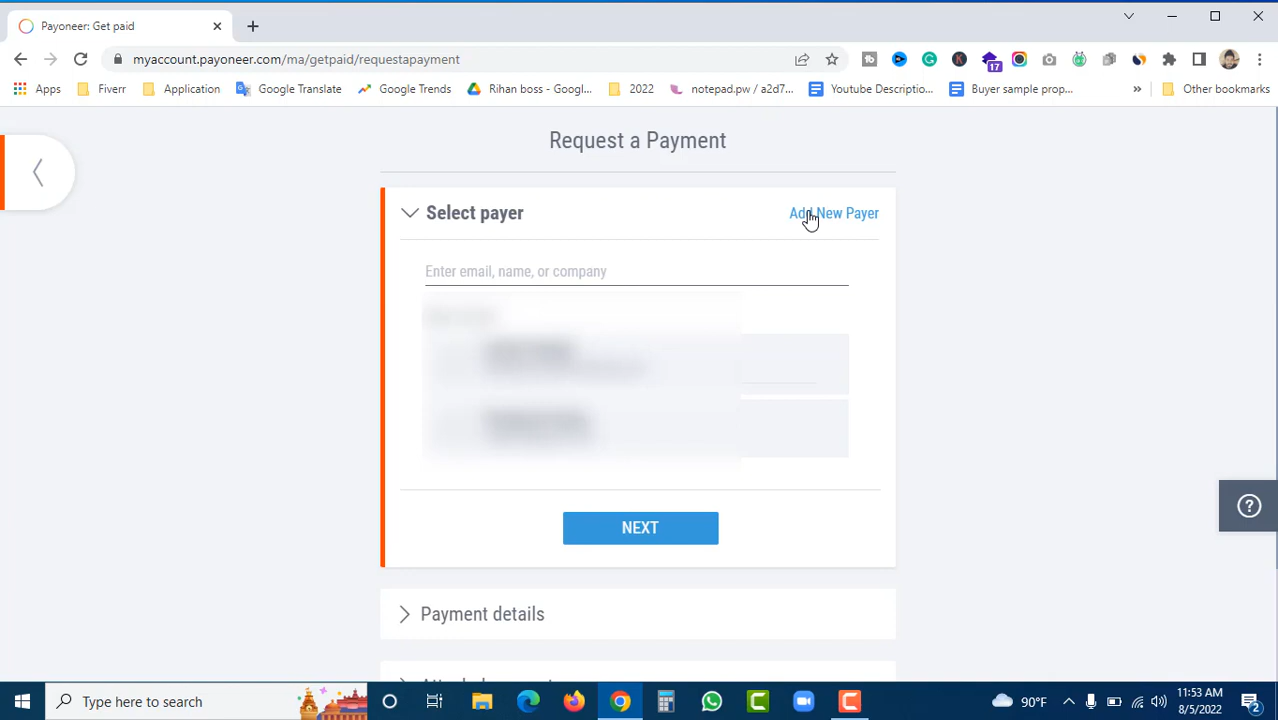 Payoneer: Get paid
myaccount.payoneer.com/ma/getpaid/requestapayment
Apps
Fiverr
Application
Google Translate
Google Trends
Rihan boss - Googl...
2022
notepad.pw / a2d7...
Youtube Descriptio...
Buyer sample prop...
»
Other bookmarks
17
Request a Payment
Select payer
Add New Payer
Enter email, name, or company
NEXT
Payment details
Type here to search
90°F
11:53 AM
8/5/2022
2